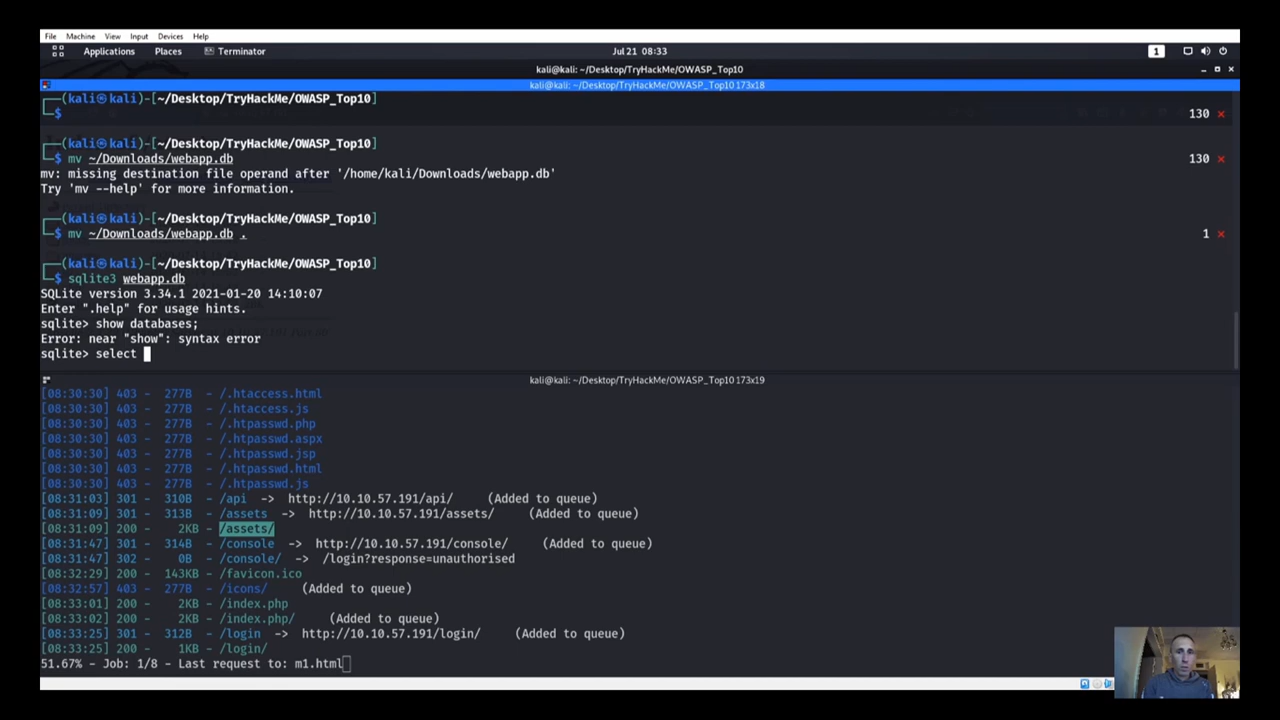 File Machine View Input Devices Help
Applications Places Terminator Jul 21 08:33 1
kali@kali: ~/Desktop/TryHackMe/OWASP_Top10
kali@kali: ~/Desktop/TryHackMe/OWASP_Top10 173x18
┌──(kali㉿kali)-[~/Desktop/TryHackMe/OWASP_Top10]
└─$ 130 ⨯
┌──(kali㉿kali)-[~/Desktop/TryHackMe/OWASP_Top10]
└─$ mv ~/Downloads/webapp.db 130 ⨯
mv: missing destination file operand after '/home/kali/Downloads/webapp.db'
Try 'mv --help' for more information.
┌──(kali㉿kali)-[~/Desktop/TryHackMe/OWASP_Top10]
└─$ mv ~/Downloads/webapp.db . 1 ⨯
┌──(kali㉿kali)-[~/Desktop/TryHackMe/OWASP_Top10]
└─$ sqlite3 webapp.db
SQLite version 3.34.1 2021-01-20 14:10:07
Enter ".help" for usage hints.
sqlite> show databases;
Error: near "show": syntax error
sqlite> select
kali@kali: ~/Desktop/TryHackMe/OWASP_Top10 173x19
[08:30:30] 403 - 277B - /.htaccess.html
[08:30:30] 403 - 277B - /.htaccess.js
[08:30:30] 403 - 277B - /.htpasswd.php
[08:30:30] 403 - 277B - /.htpasswd.aspx
[08:30:30] 403 - 277B - /.htpasswd.jsp
[08:30:30] 403 - 277B - /.htpasswd.html
[08:30:30] 403 - 277B - /.htpasswd.js
[08:31:03] 301 - 310B - /api -> http://10.10.57.191/api/ (Added to queue)
[08:31:09] 301 - 313B - /assets -> http://10.10.57.191/assets/ (Added to queue)
[08:31:09] 200 - 2KB - /assets/
[08:31:47] 301 - 314B - /console -> http://10.10.57.191/console/ (Added to queue)
[08:31:47] 302 - 0B - /console/ -> /login?response=unauthorised
[08:32:29] 200 - 143KB - /favicon.ico
[08:32:57] 403 - 277B - /icons/ (Added to queue)
[08:33:01] 200 - 2KB - /index.php
[08:33:02] 200 - 2KB - /index.php/ (Added to queue)
[08:33:25] 301 - 312B - /login -> http://10.10.57.191/login/ (Added to queue)
[08:33:25] 200 - 1KB - /login/
51.67% - Job: 1/8 - Last request to: m1.html